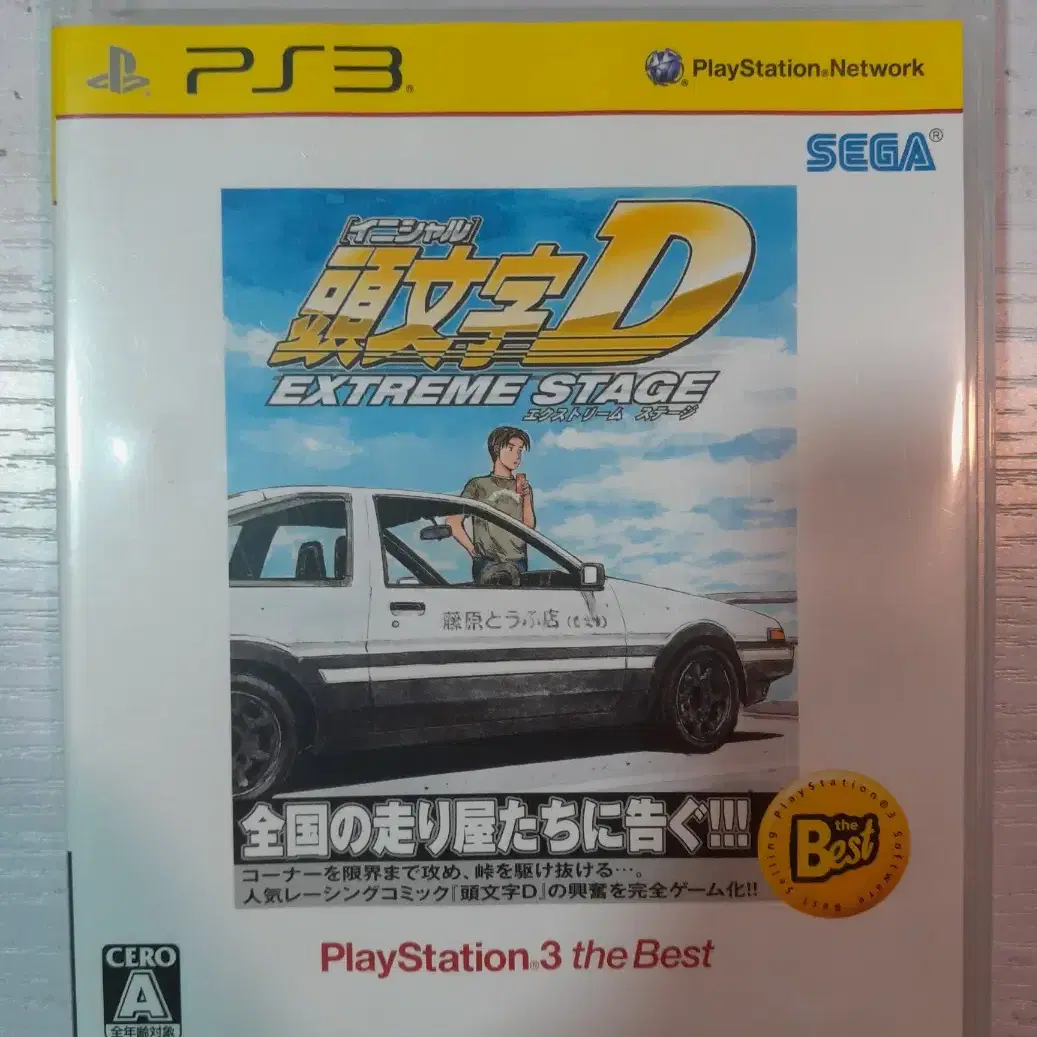 PS3
PlayStation®Network
SEGA®
[イニシャル]
頭文字D
EXTREME STAGE
エクストリーム ステージ
藤原とうふ店
全国の走り屋たちに告ぐ!!!
コーナーを限界まで攻め、峠を駆け抜ける…。
人気レーシングコミック『頭文字D』の興奮を完全ゲーム化!!
PlayStation®3 Software Best Selling
the
Best
PlayStation®3 the Best
CERO
A
全年齢対象